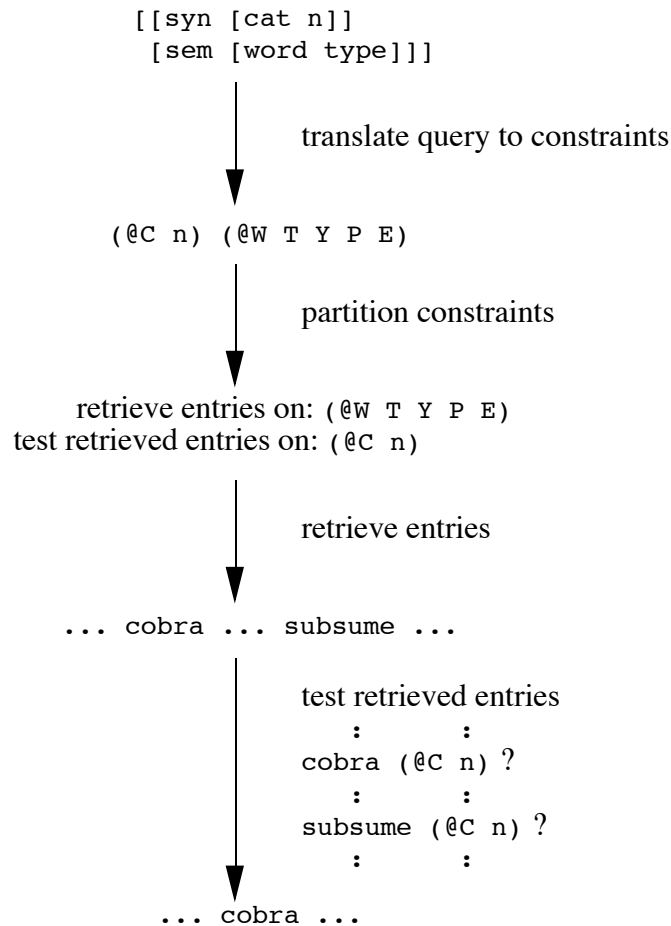 [[syn [cat n]]
[sem [word type]]]
translate query to constraints
(@C n) (@W T Y P E)
partition constraints
retrieve entries on: (@W T Y P E)
test retrieved entries on: (@C n)
retrieve entries
... cobra ... subsume ...
test retrieved entries
: :
cobra (@C n) ?
: :
subsume (@C n) ?
: :
... cobra ...